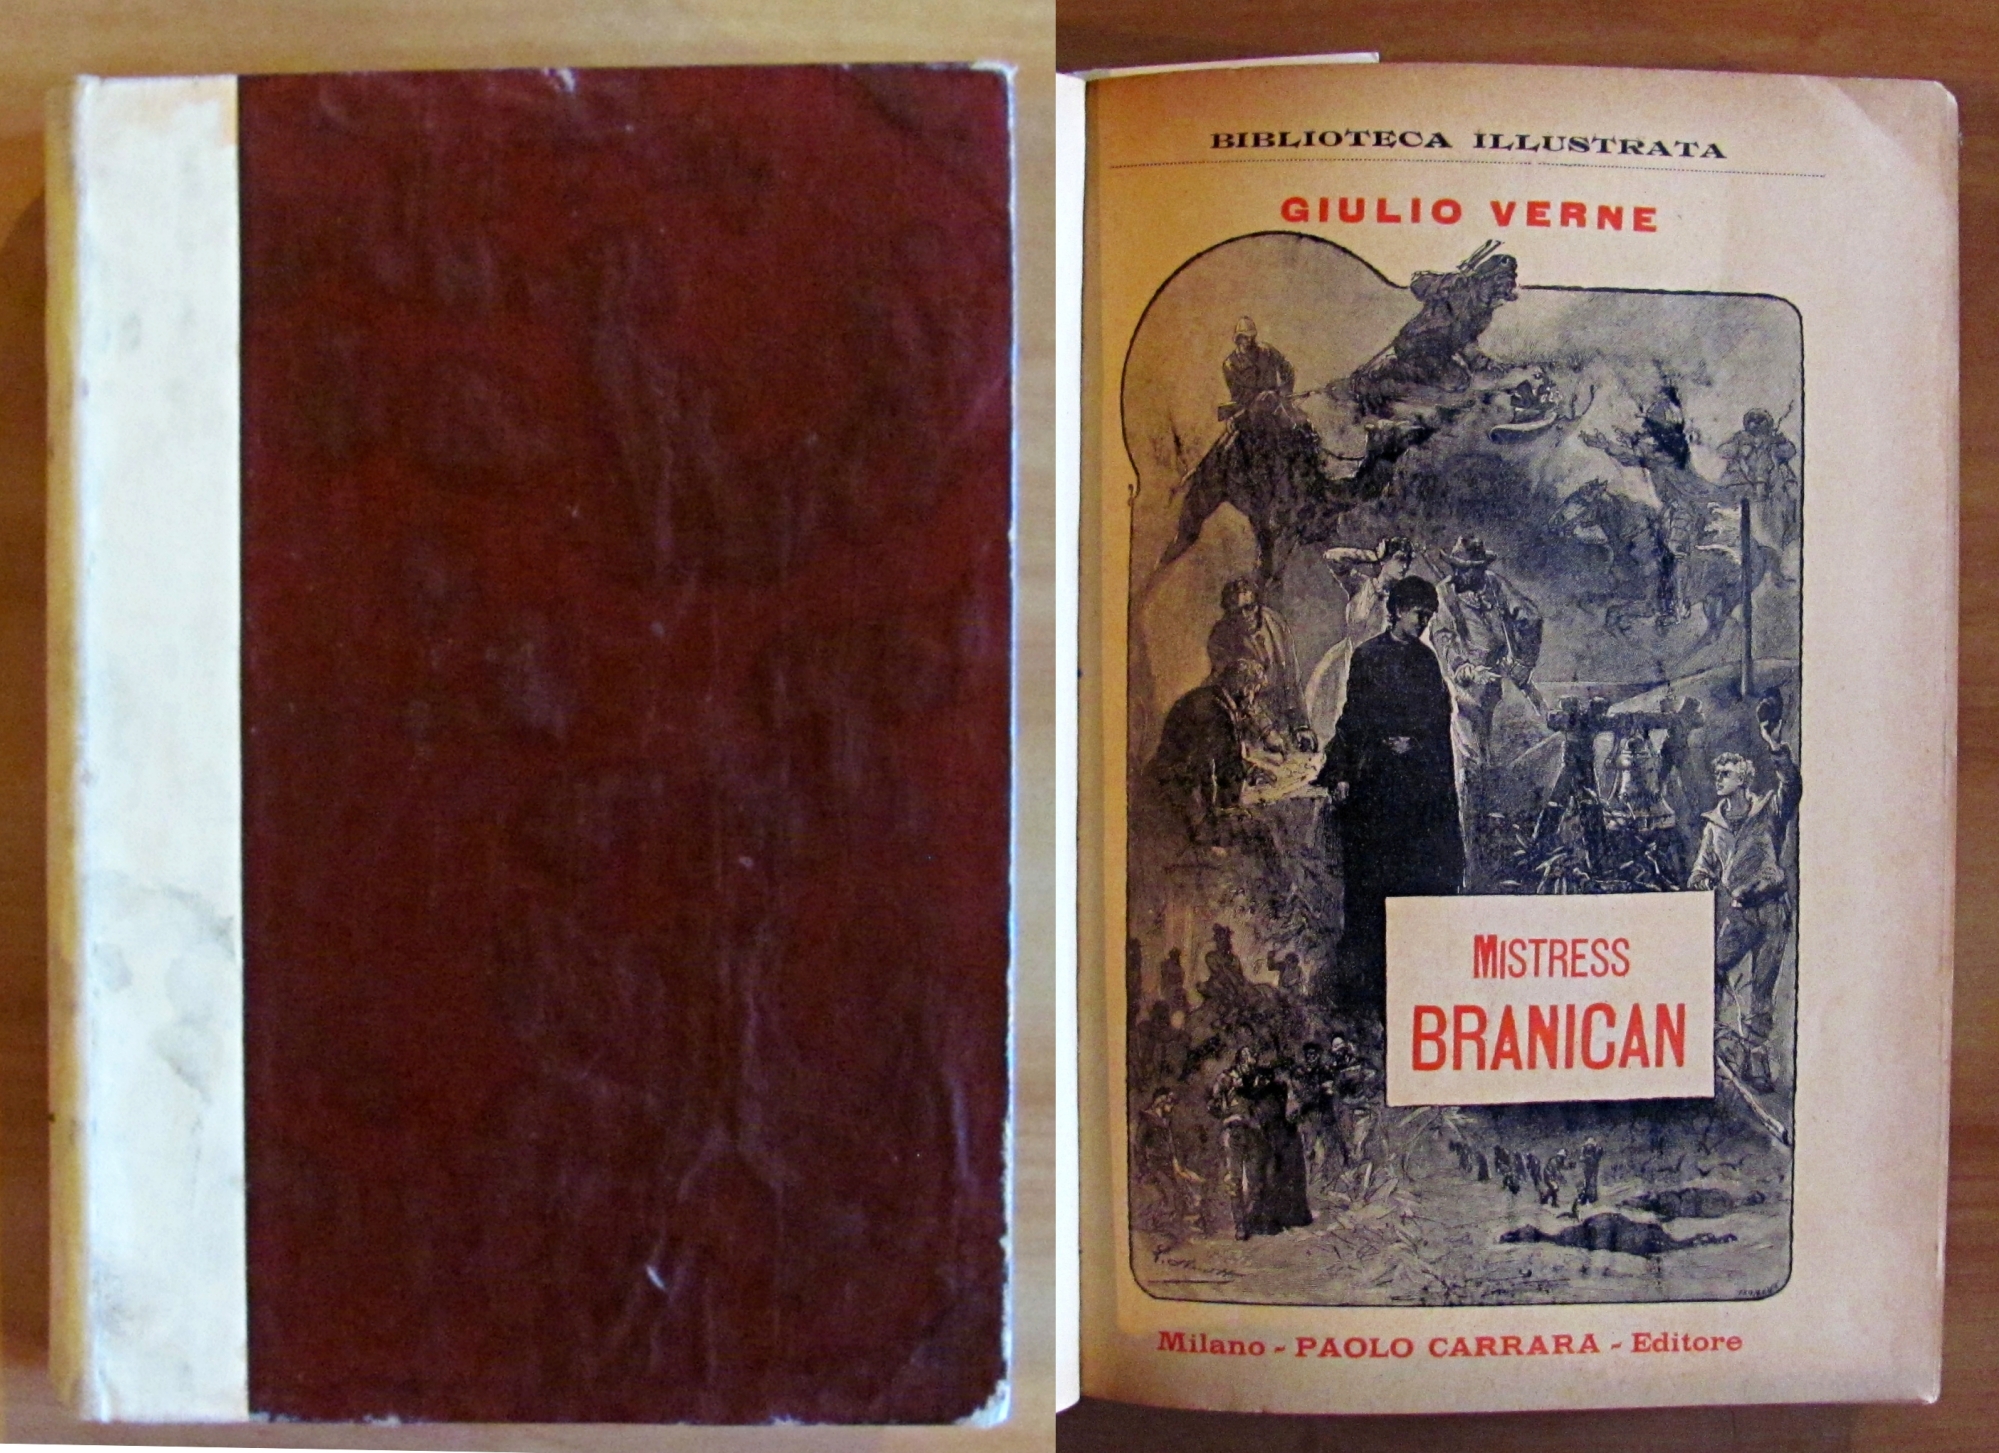 BIBLIOTECA ILLUSTRATA
GIULIO VERNE
MISTRESS
BRANICAN
Milano - PAOLO CARRARA - Editore